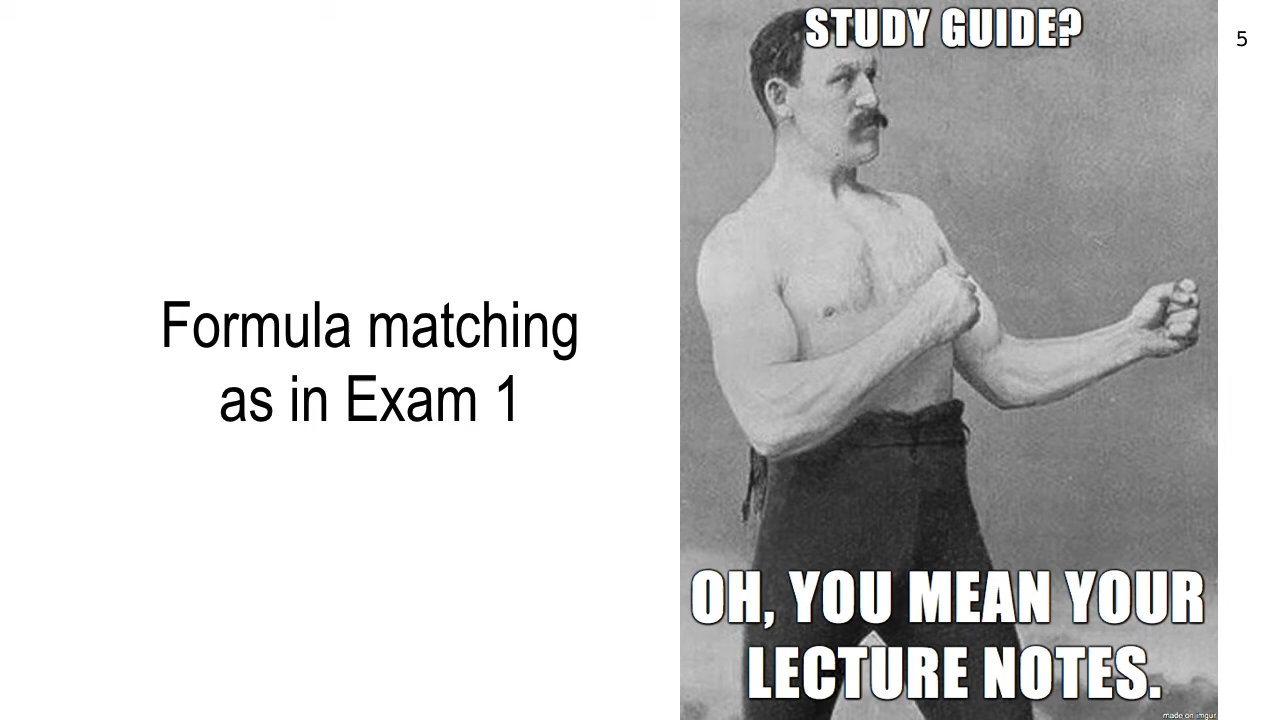 Formula matching
as in Exam 1
STUDY GUIDE?
5
OH, YOU MEAN YOUR
LECTURE NOTES.
made on imgur